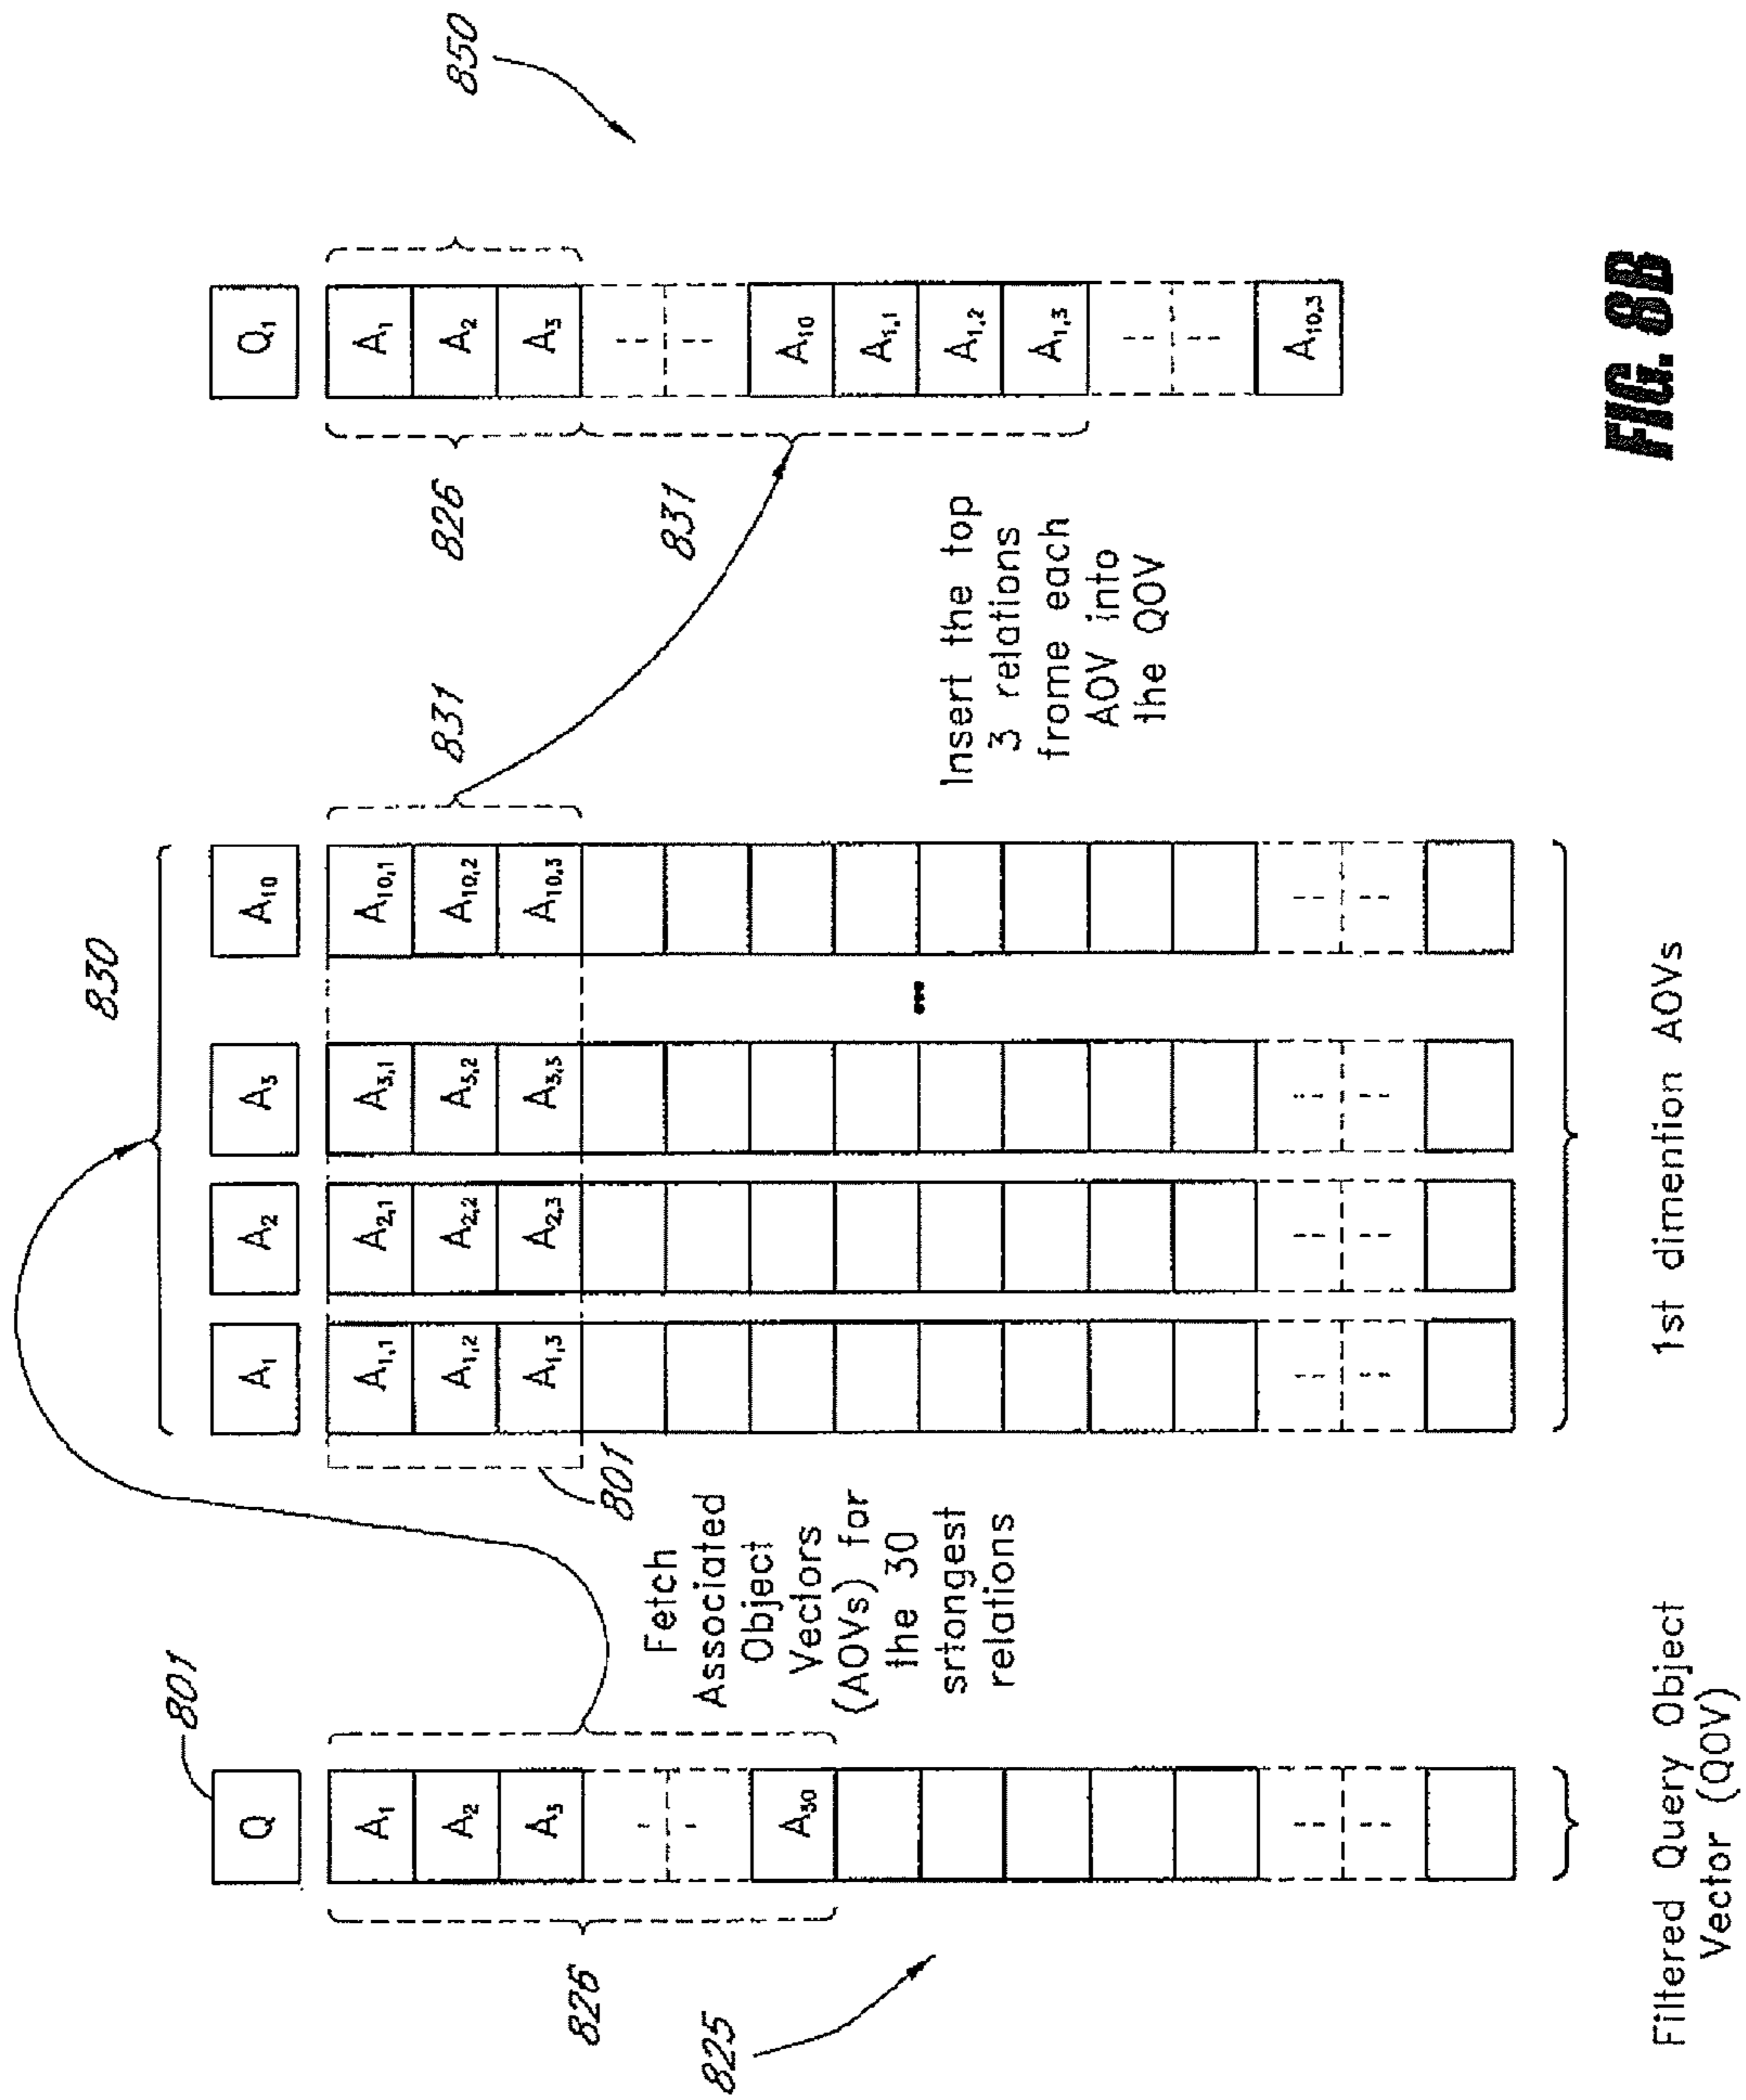 801
Q
A₁
A₂
A₃
A₃₀
826
825
Filtered Query Object
Vector (QOV)
Fetch
Associated
Object
Vectors
(AOVs) for
the 30
srtongest
relations
830
A₁ A₂ A₃ A₁₀
A₁,₁ A₂,₁ A₃,₁ A₁₀,₁
A₁,₂ A₂,₂ A₃,₂ A₁₀,₂
A₁,₃ A₂,₃ A₃,₃ A₁₀,₃
801
831
1st dimention AOVs
Insert the top
3 relations
frome each
AOV into
the QOV
850
Q₁
A₁
A₂
A₃
A₁₀
A₁,₁
A₁,₂
A₁,₃
A₁₀,₃
826
831
FIG. 8B